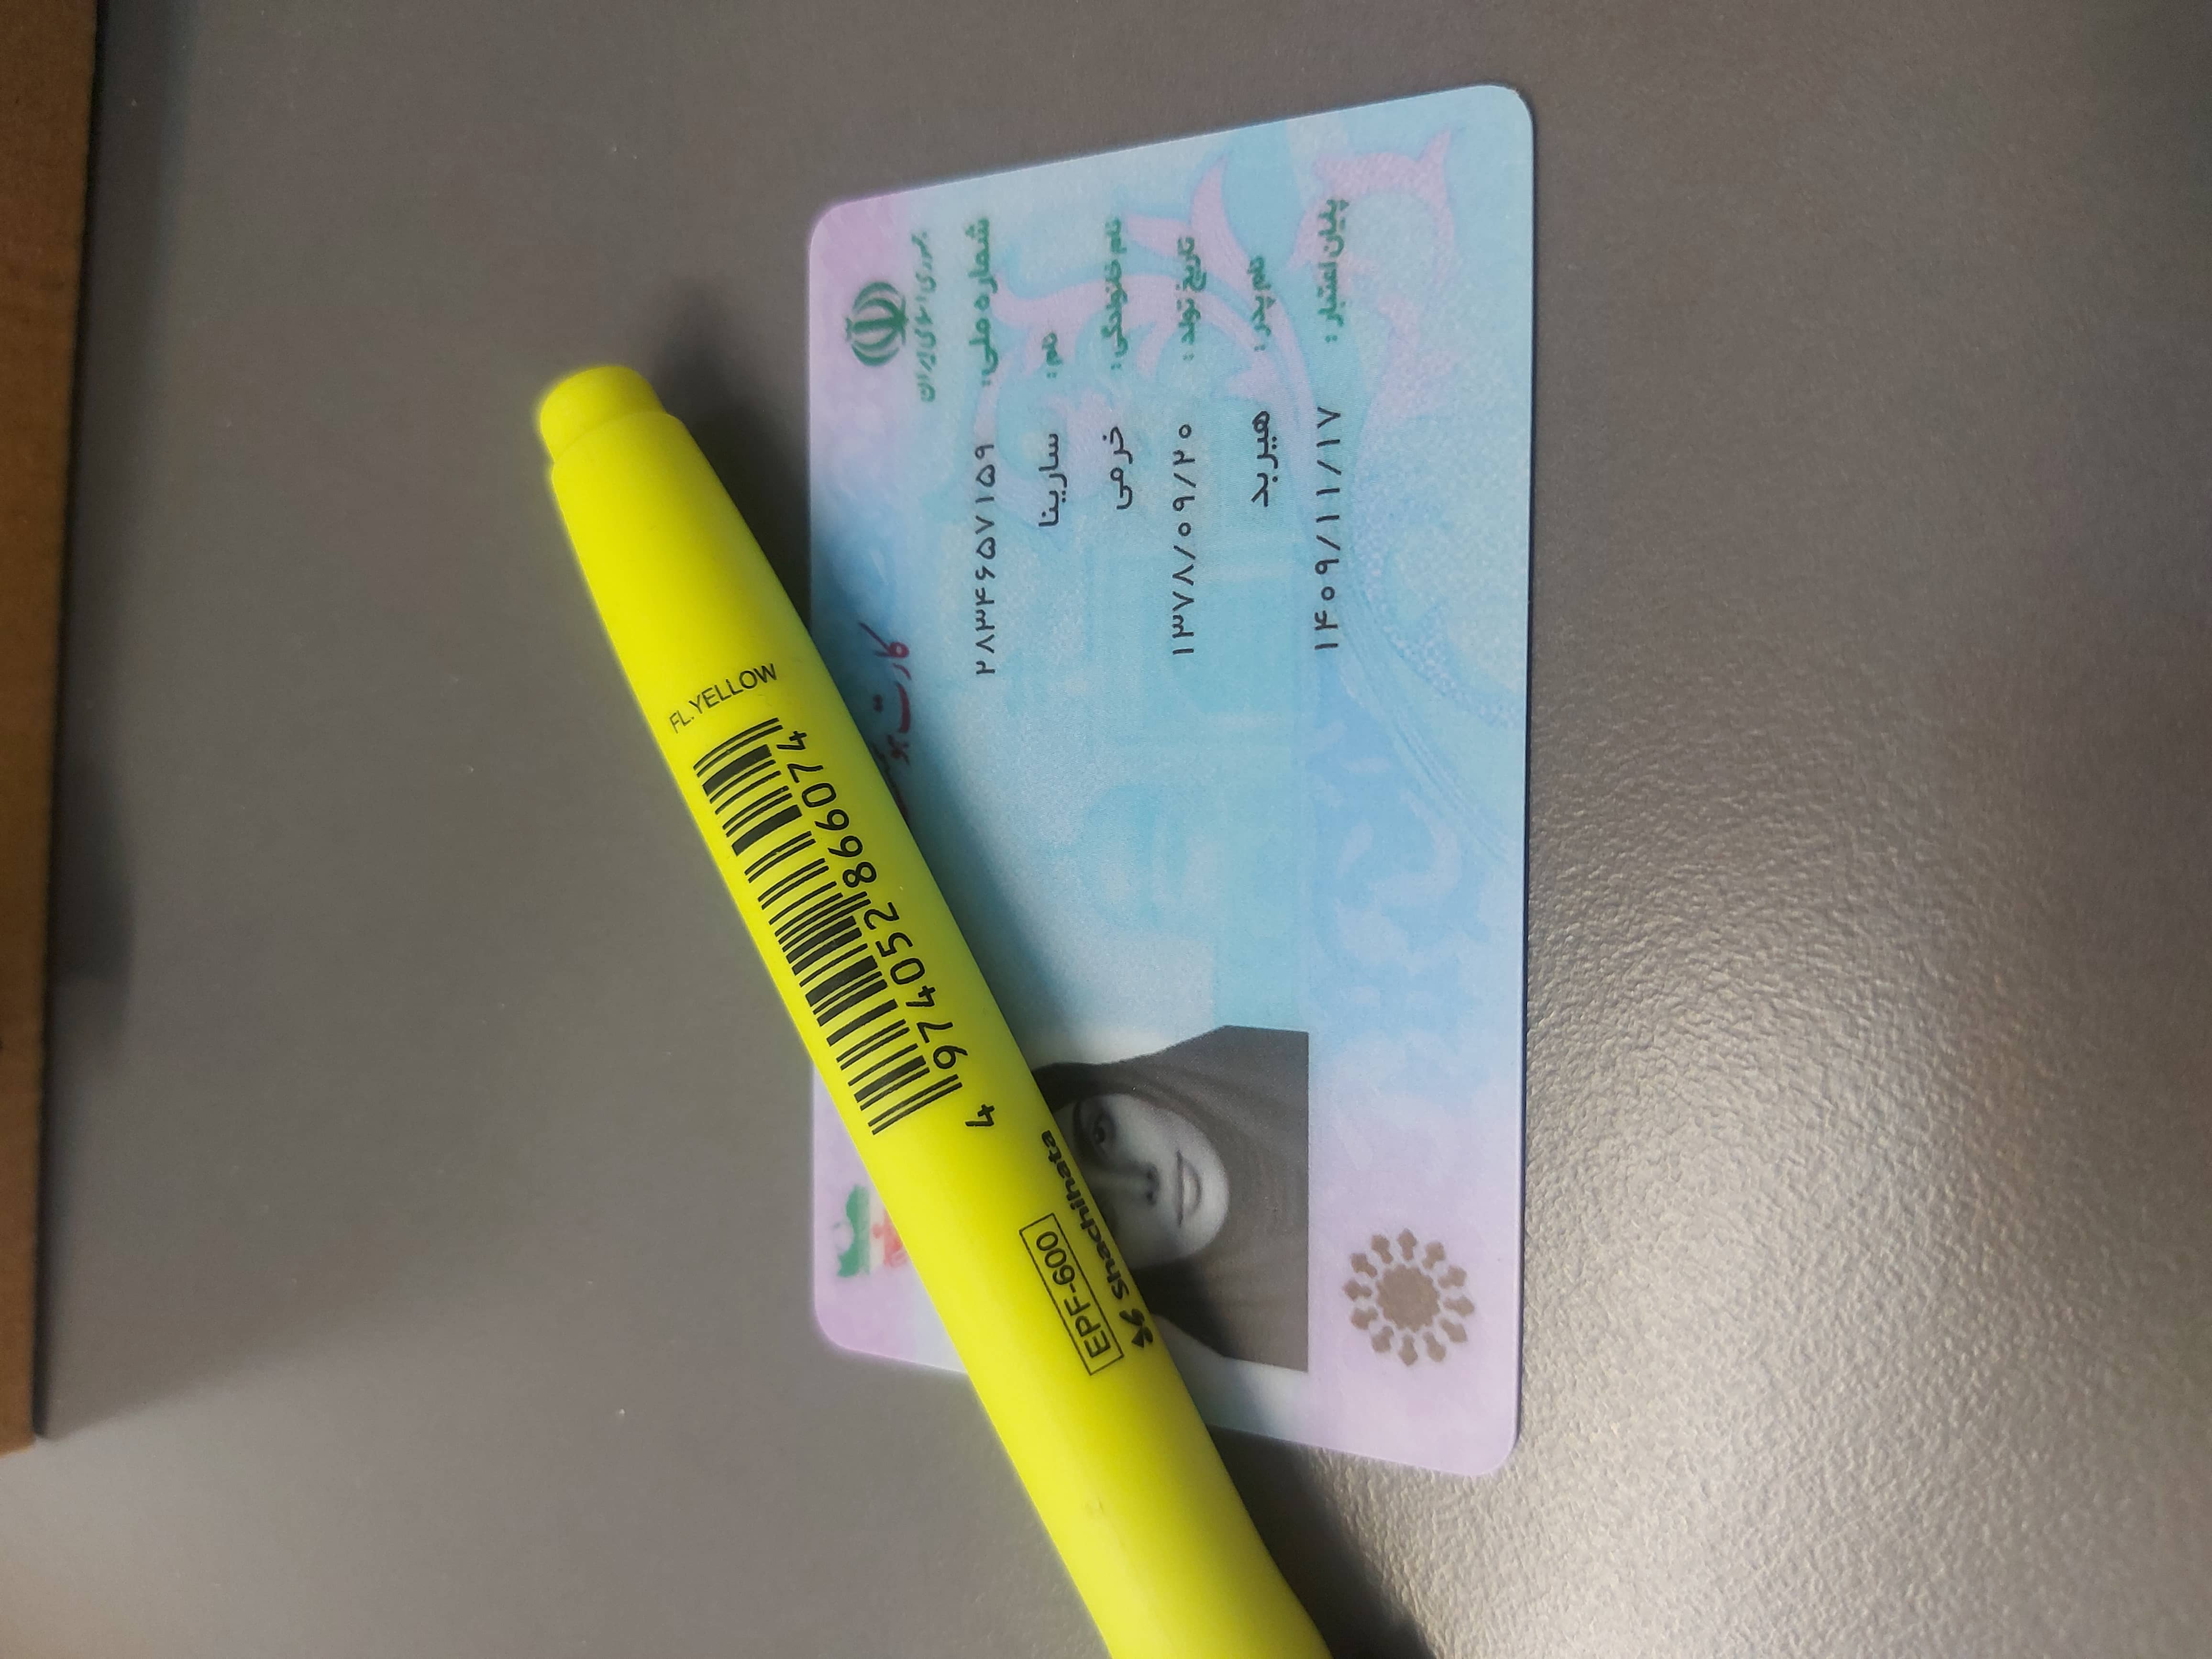 جمهوری اسلامی ایران
کارت
شماره ملی: ۲۸۳۴۶۵۷۱۵۹
نام: سارینا
نام خانوادگی: خرمی
تاریخ تولد: ۱۳۷۸/۰۹/۲۰
نام پدر: هیربد
پایان اعتبار: ۱۴۰۹/۱۱/۱۷
FL.YELLOW
4 974052 866074
Shachihata
EPF-600